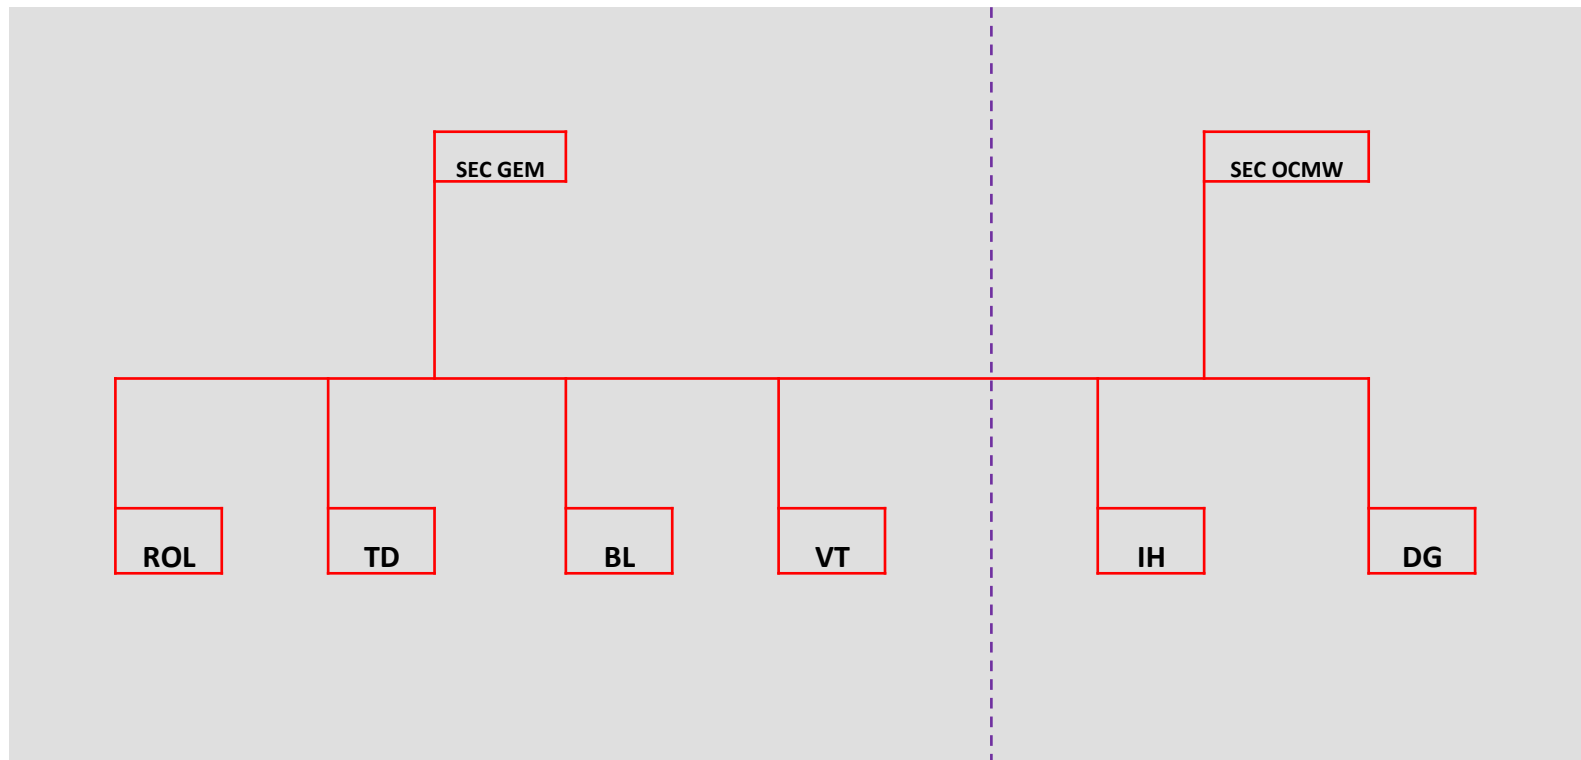 SEC GEM
SEC OCMW
ROL
TD
BL
VT
IH
DG